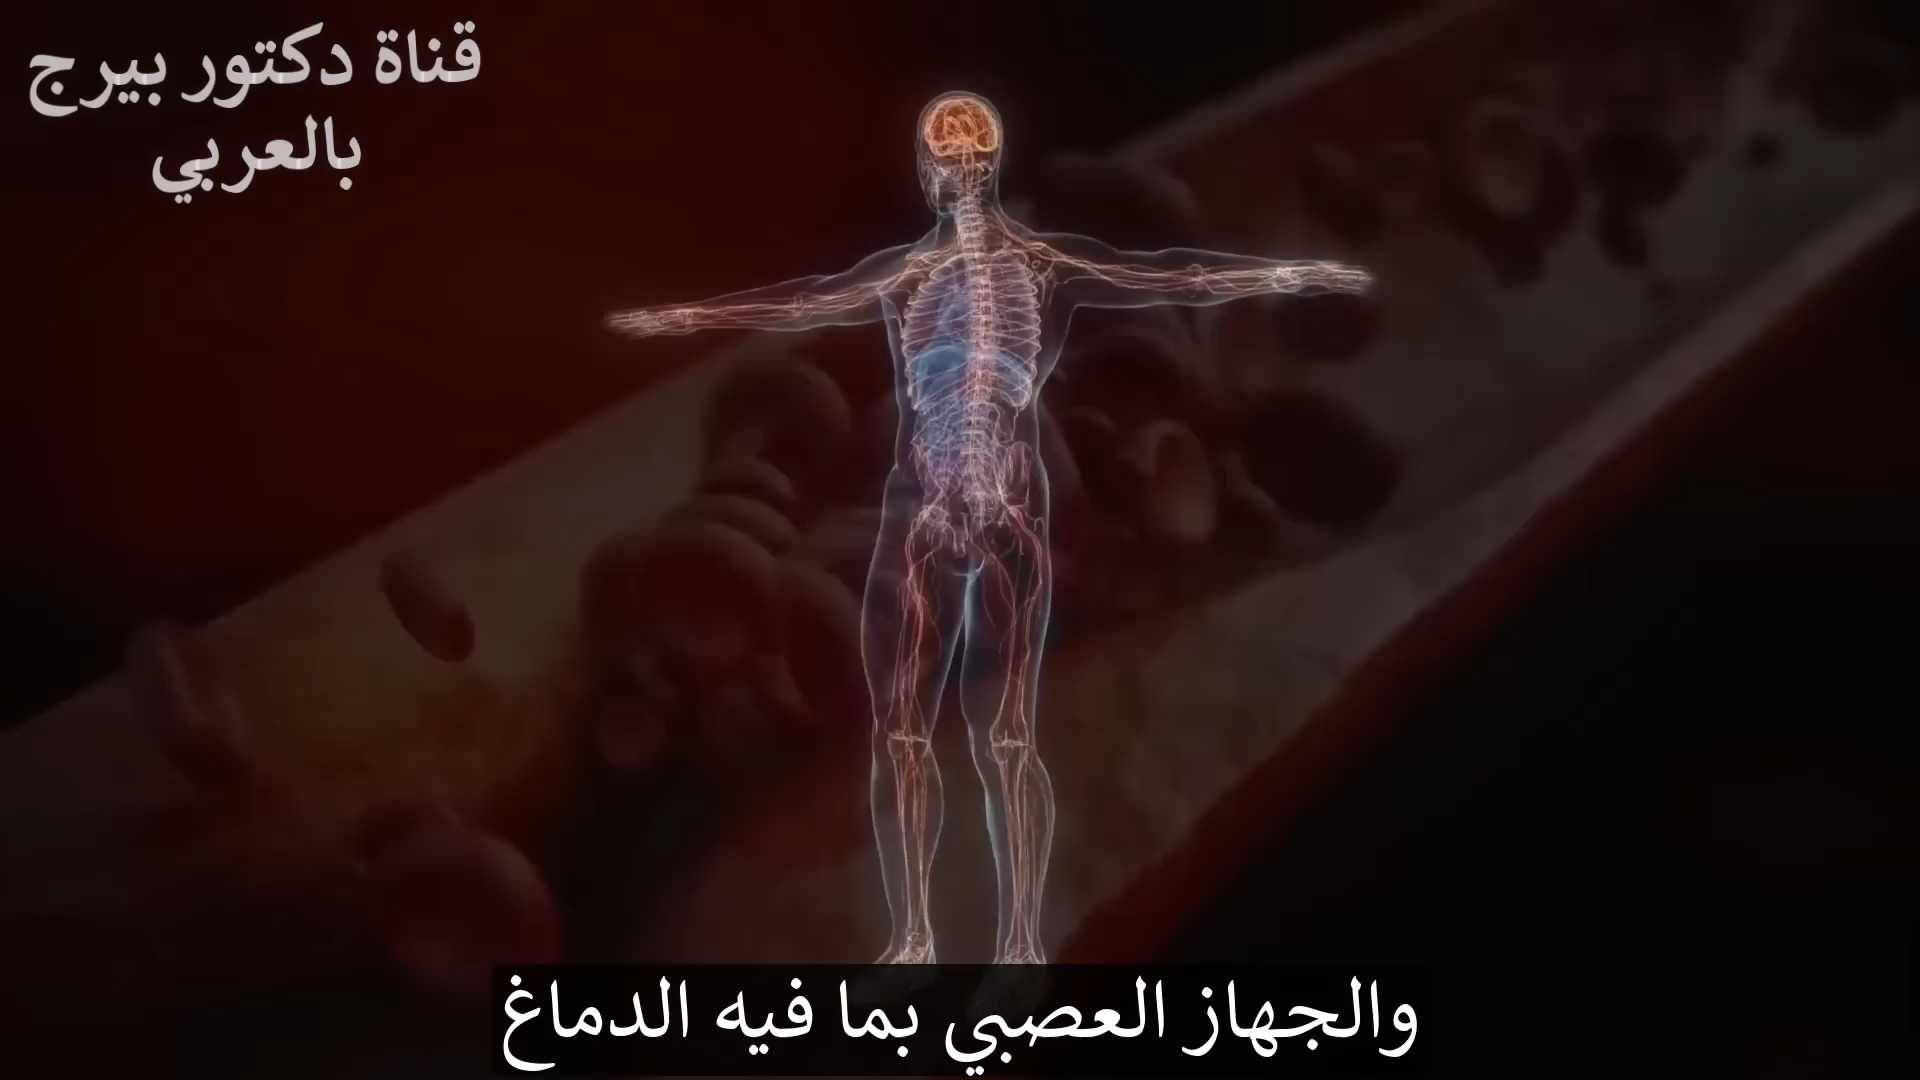 قناة دكتور بيرج
بالعربي
والجهاز العصبي بما فيه الدماغ